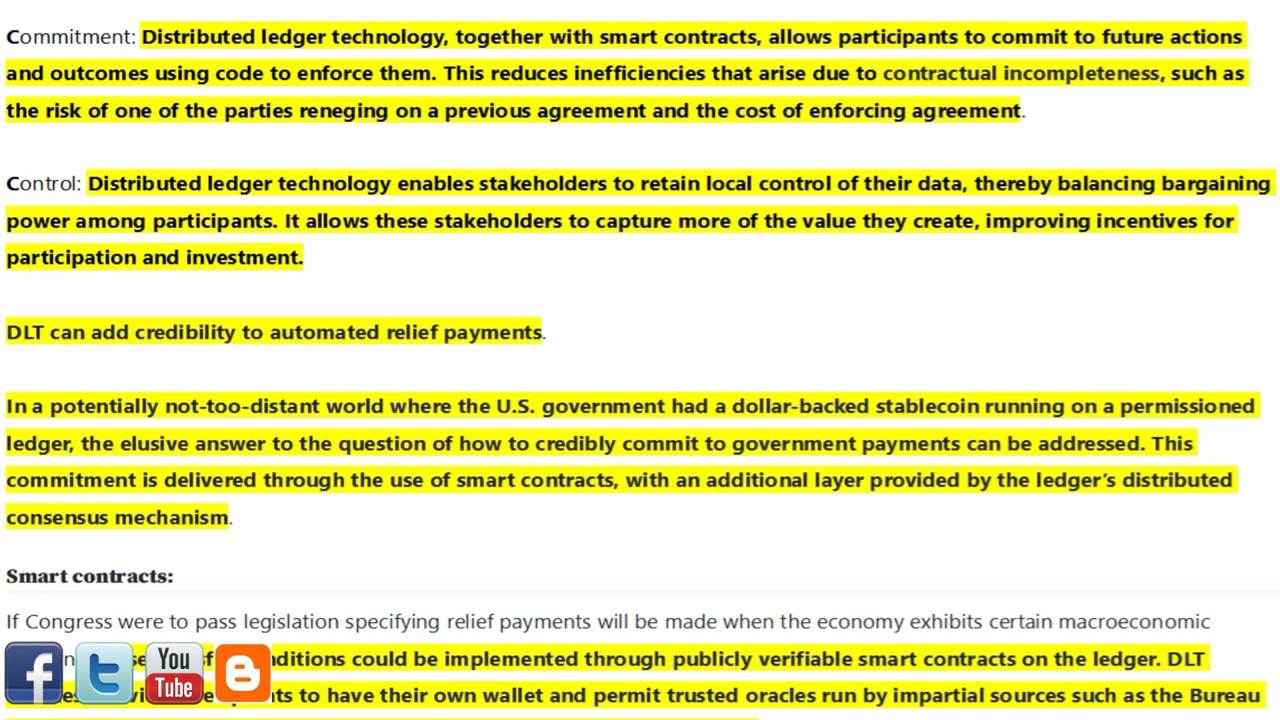 Commitment: Distributed ledger technology, together with smart contracts, allows participants to commit to future actions
and outcomes using code to enforce them. This reduces inefficiencies that arise due to contractual incompleteness, such as
the risk of one of the parties reneging on a previous agreement and the cost of enforcing agreement.
Control: Distributed ledger technology enables stakeholders to retain local control of their data, thereby balancing bargaining
power among participants. It allows these stakeholders to capture more of the value they create, improving incentives for
participation and investment.
DLT can add credibility to automated relief payments.
In a potentially not-too-distant world where the U.S. government had a dollar-backed stablecoin running on a permissioned
ledger, the elusive answer to the question of how to credibly commit to government payments can be addressed. This
commitment is delivered through the use of smart contracts, with an additional layer provided by the ledger’s distributed
consensus mechanism.
Smart contracts:
If Congress were to pass legislation specifying relief payments will be made when the economy exhibits certain macroeconomic
could be implemented through publicly verifiable smart contracts on the ledger. DLT
to have their own wallet and permit trusted oracles run by impartial sources such as the Bureau
You
Tube